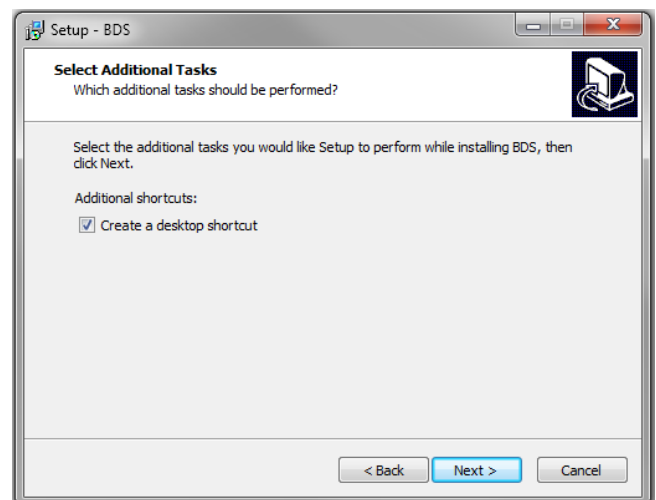 Setup - BDS
Select Additional Tasks
Which additional tasks should be performed?
Select the additional tasks you would like Setup to perform while installing BDS, then
click Next.
Additional shortcuts:
Create a desktop shortcut
< Back Next > Cancel